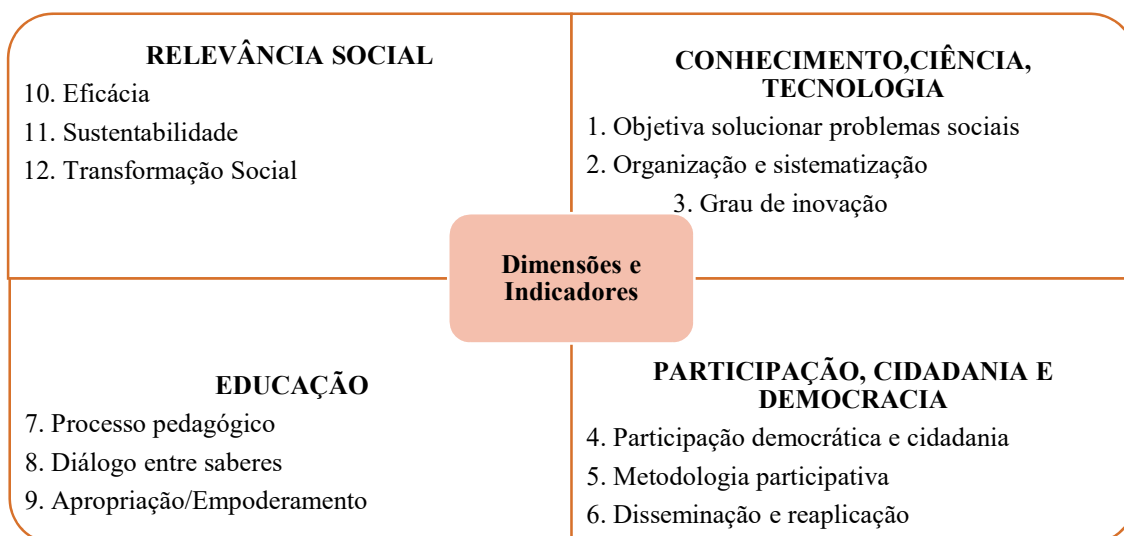 RELEVÂNCIA SOCIAL
10. Eficácia
11. Sustentabilidade
12. Transformação Social
CONHECIMENTO,CIÊNCIA,
TECNOLOGIA
1. Objetiva solucionar problemas sociais
2. Organização e sistematização
3. Grau de inovação
Dimensões e
Indicadores
EDUCAÇÃO
7. Processo pedagógico
8. Diálogo entre saberes
9. Apropriação/Empoderamento
PARTICIPAÇÃO, CIDADANIA E
DEMOCRACIA
4. Participação democrática e cidadania
5. Metodologia participativa
6. Disseminação e reaplicação